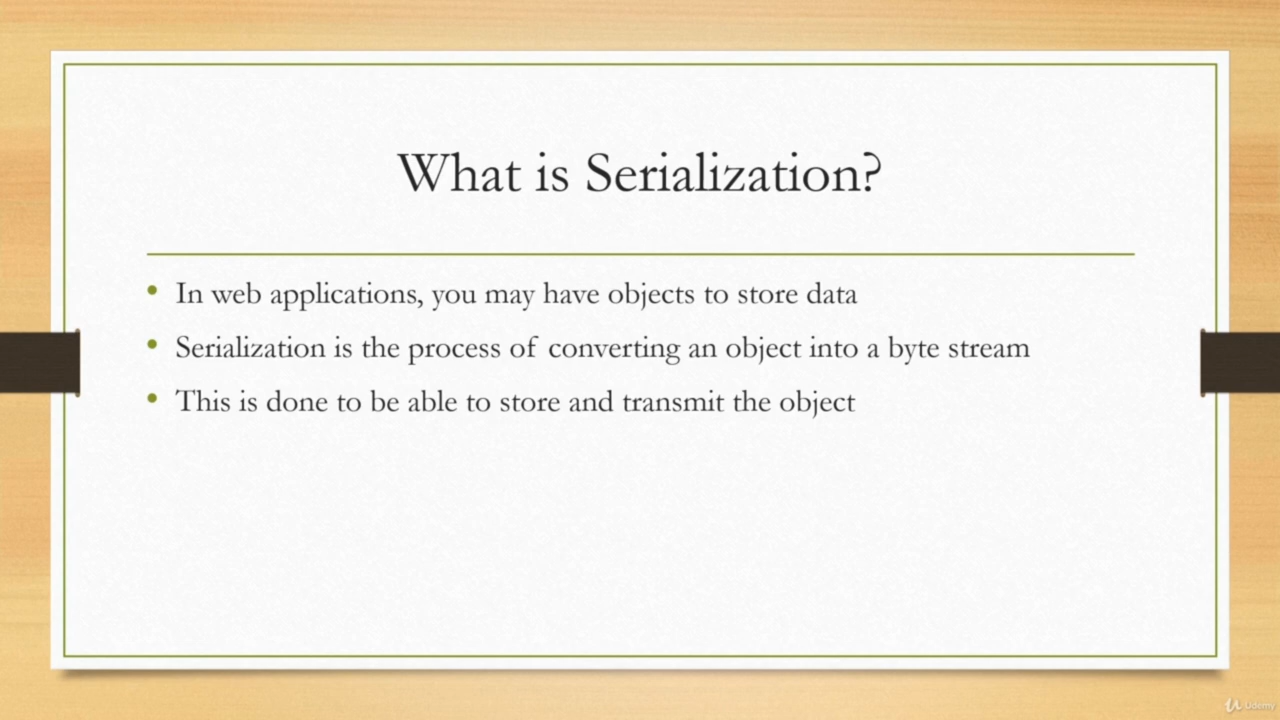 What is Serialization?
• In web applications, you may have objects to store data
• Serialization is the process of converting an object into a byte stream
• This is done to be able to store and transmit the object
Udemy